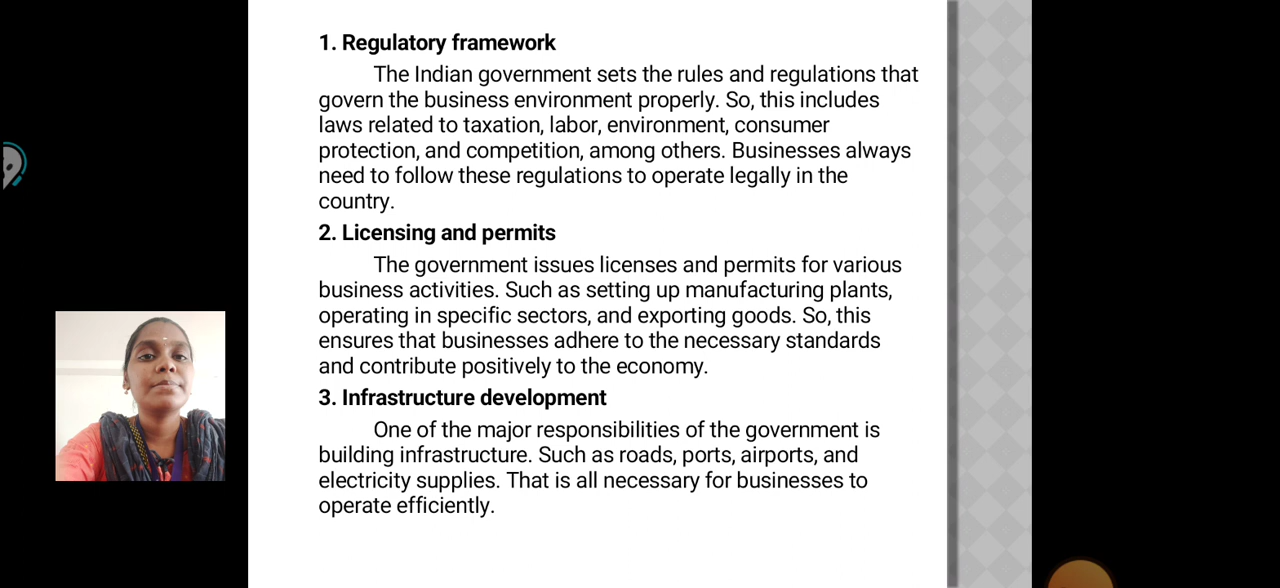 1. Regulatory framework
The Indian government sets the rules and regulations that
govern the business environment properly. So, this includes
laws related to taxation, labor, environment, consumer
protection, and competition, among others. Businesses always
need to follow these regulations to operate legally in the
country.
2. Licensing and permits
The government issues licenses and permits for various
business activities. Such as setting up manufacturing plants,
operating in specific sectors, and exporting goods. So, this
ensures that businesses adhere to the necessary standards
and contribute positively to the economy.
3. Infrastructure development
One of the major responsibilities of the government is
building infrastructure. Such as roads, ports, airports, and
electricity supplies. That is all necessary for businesses to
operate efficiently.